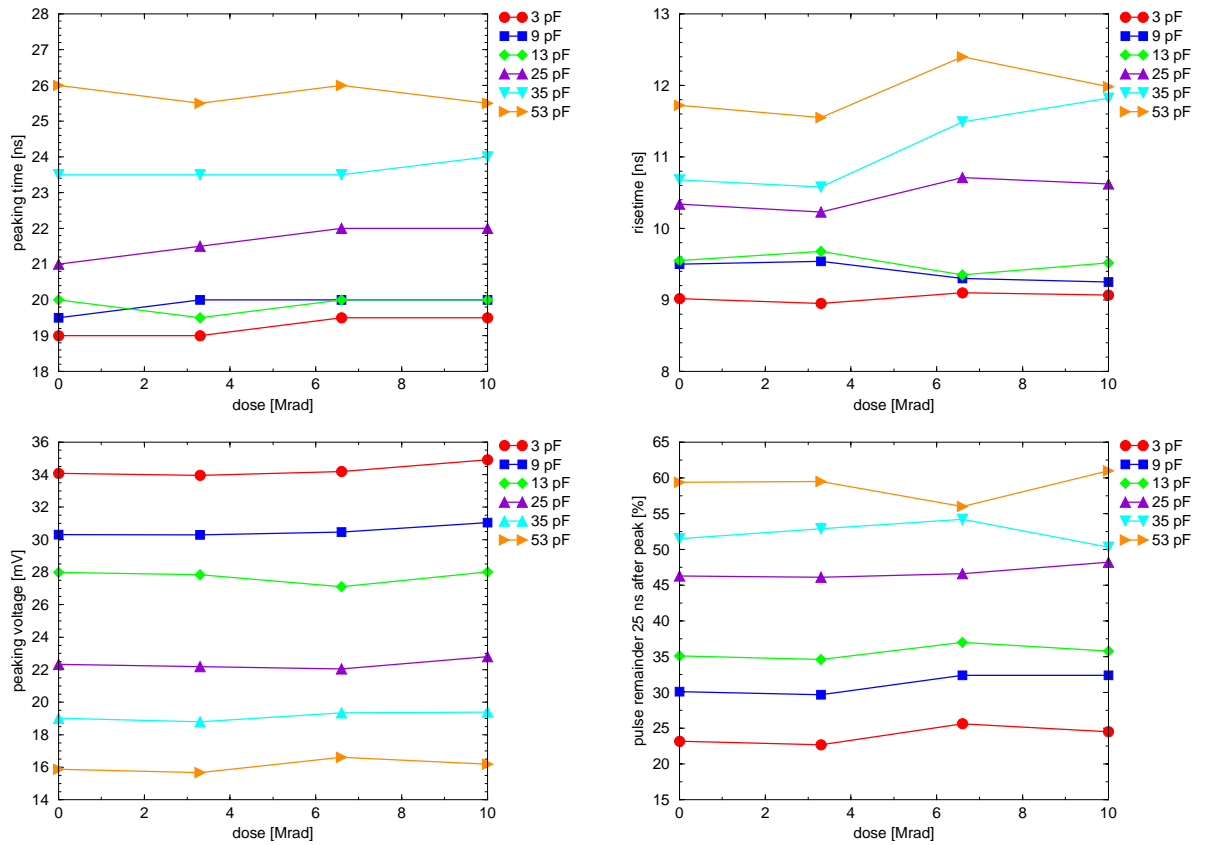 28
27
26
25
24
23
22
21
20
19
18
peaking time [ns]
0 2 4 6 8 10
dose [Mrad]
3 pF
9 pF
13 pF
25 pF
35 pF
53 pF
13
12
11
10
9
8
risetime [ns]
0 2 4 6 8 10
dose [Mrad]
3 pF
9 pF
13 pF
25 pF
35 pF
53 pF
36
34
32
30
28
26
24
22
20
18
16
14
peaking voltage [mV]
0 2 4 6 8 10
dose [Mrad]
3 pF
9 pF
13 pF
25 pF
35 pF
53 pF
65
60
55
50
45
40
35
30
25
20
15
pulse remainder 25 ns after peak [%]
0 2 4 6 8 10
dose [Mrad]
3 pF
9 pF
13 pF
25 pF
35 pF
53 pF